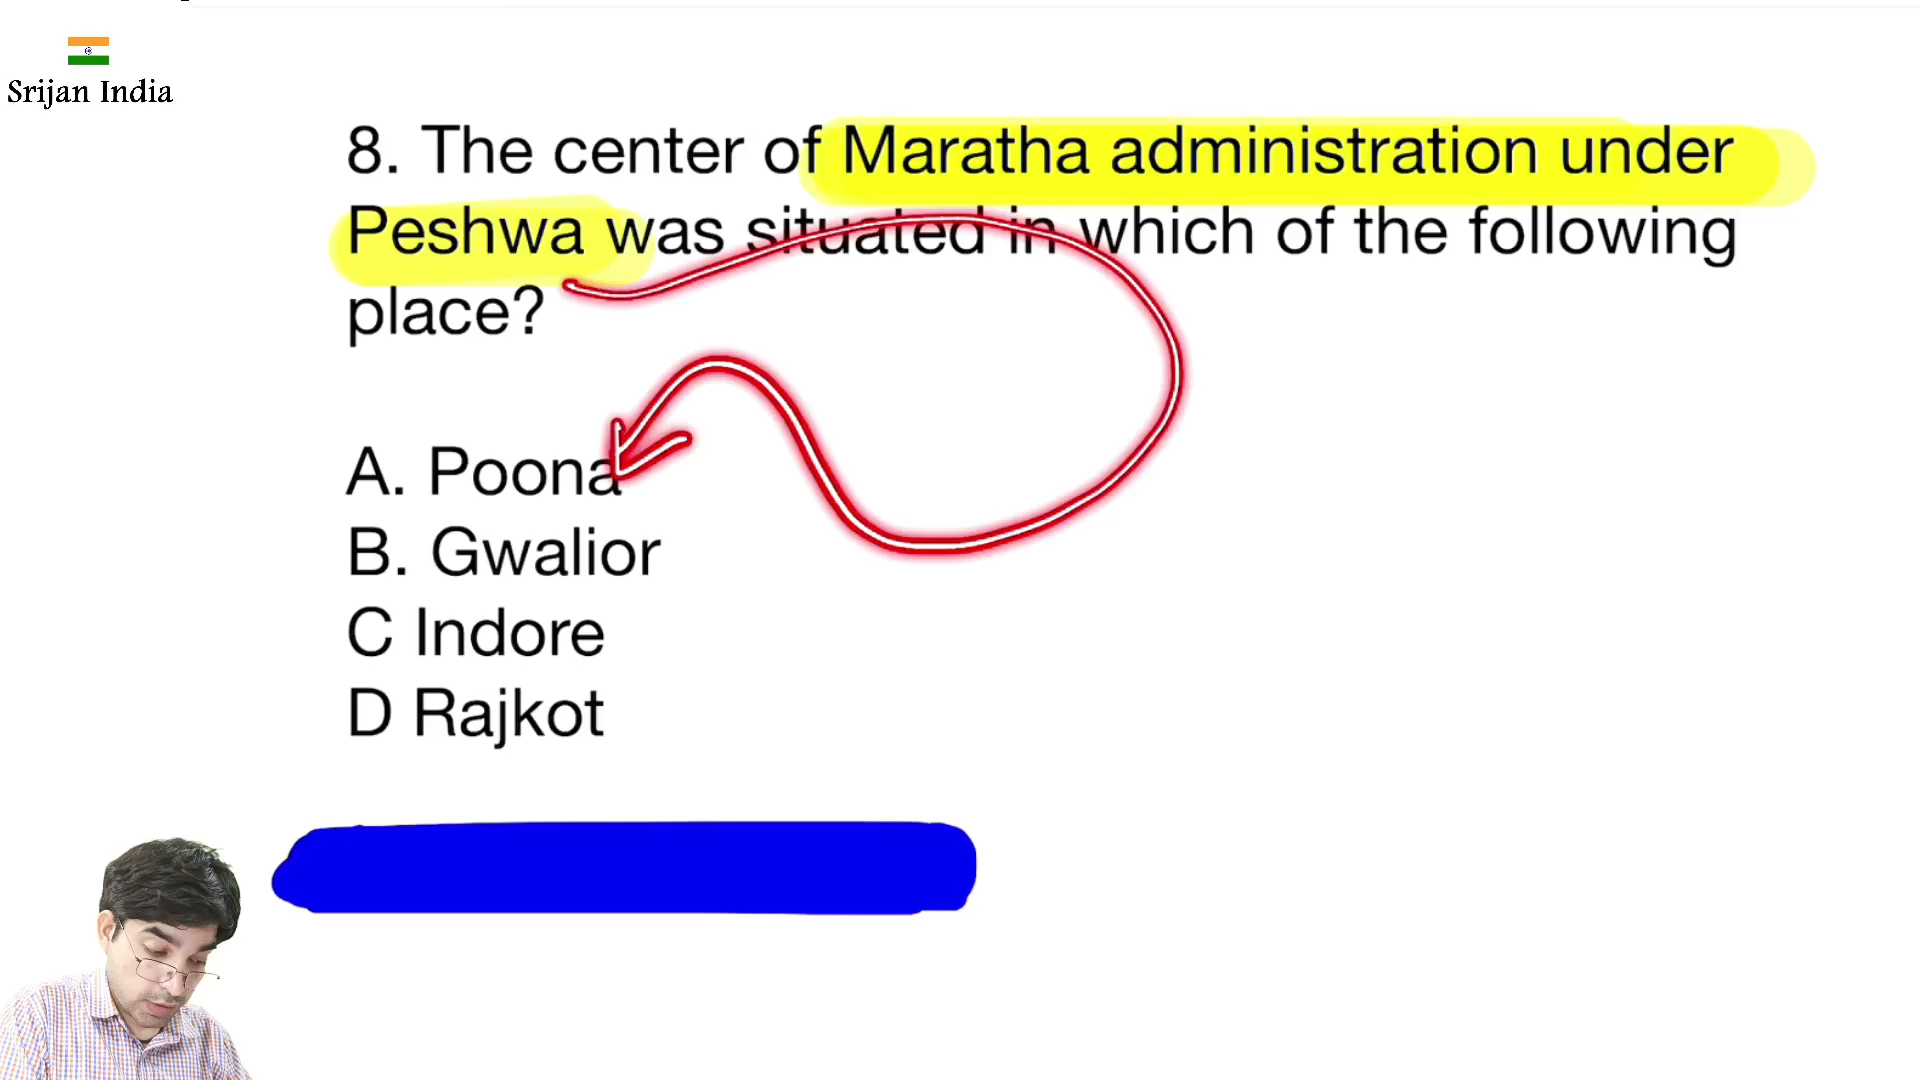 Srijan India
8. The center of Maratha administration under
Peshwa was situated in which of the following
place?
A. Poona
B. Gwalior
C Indore
D Rajkot